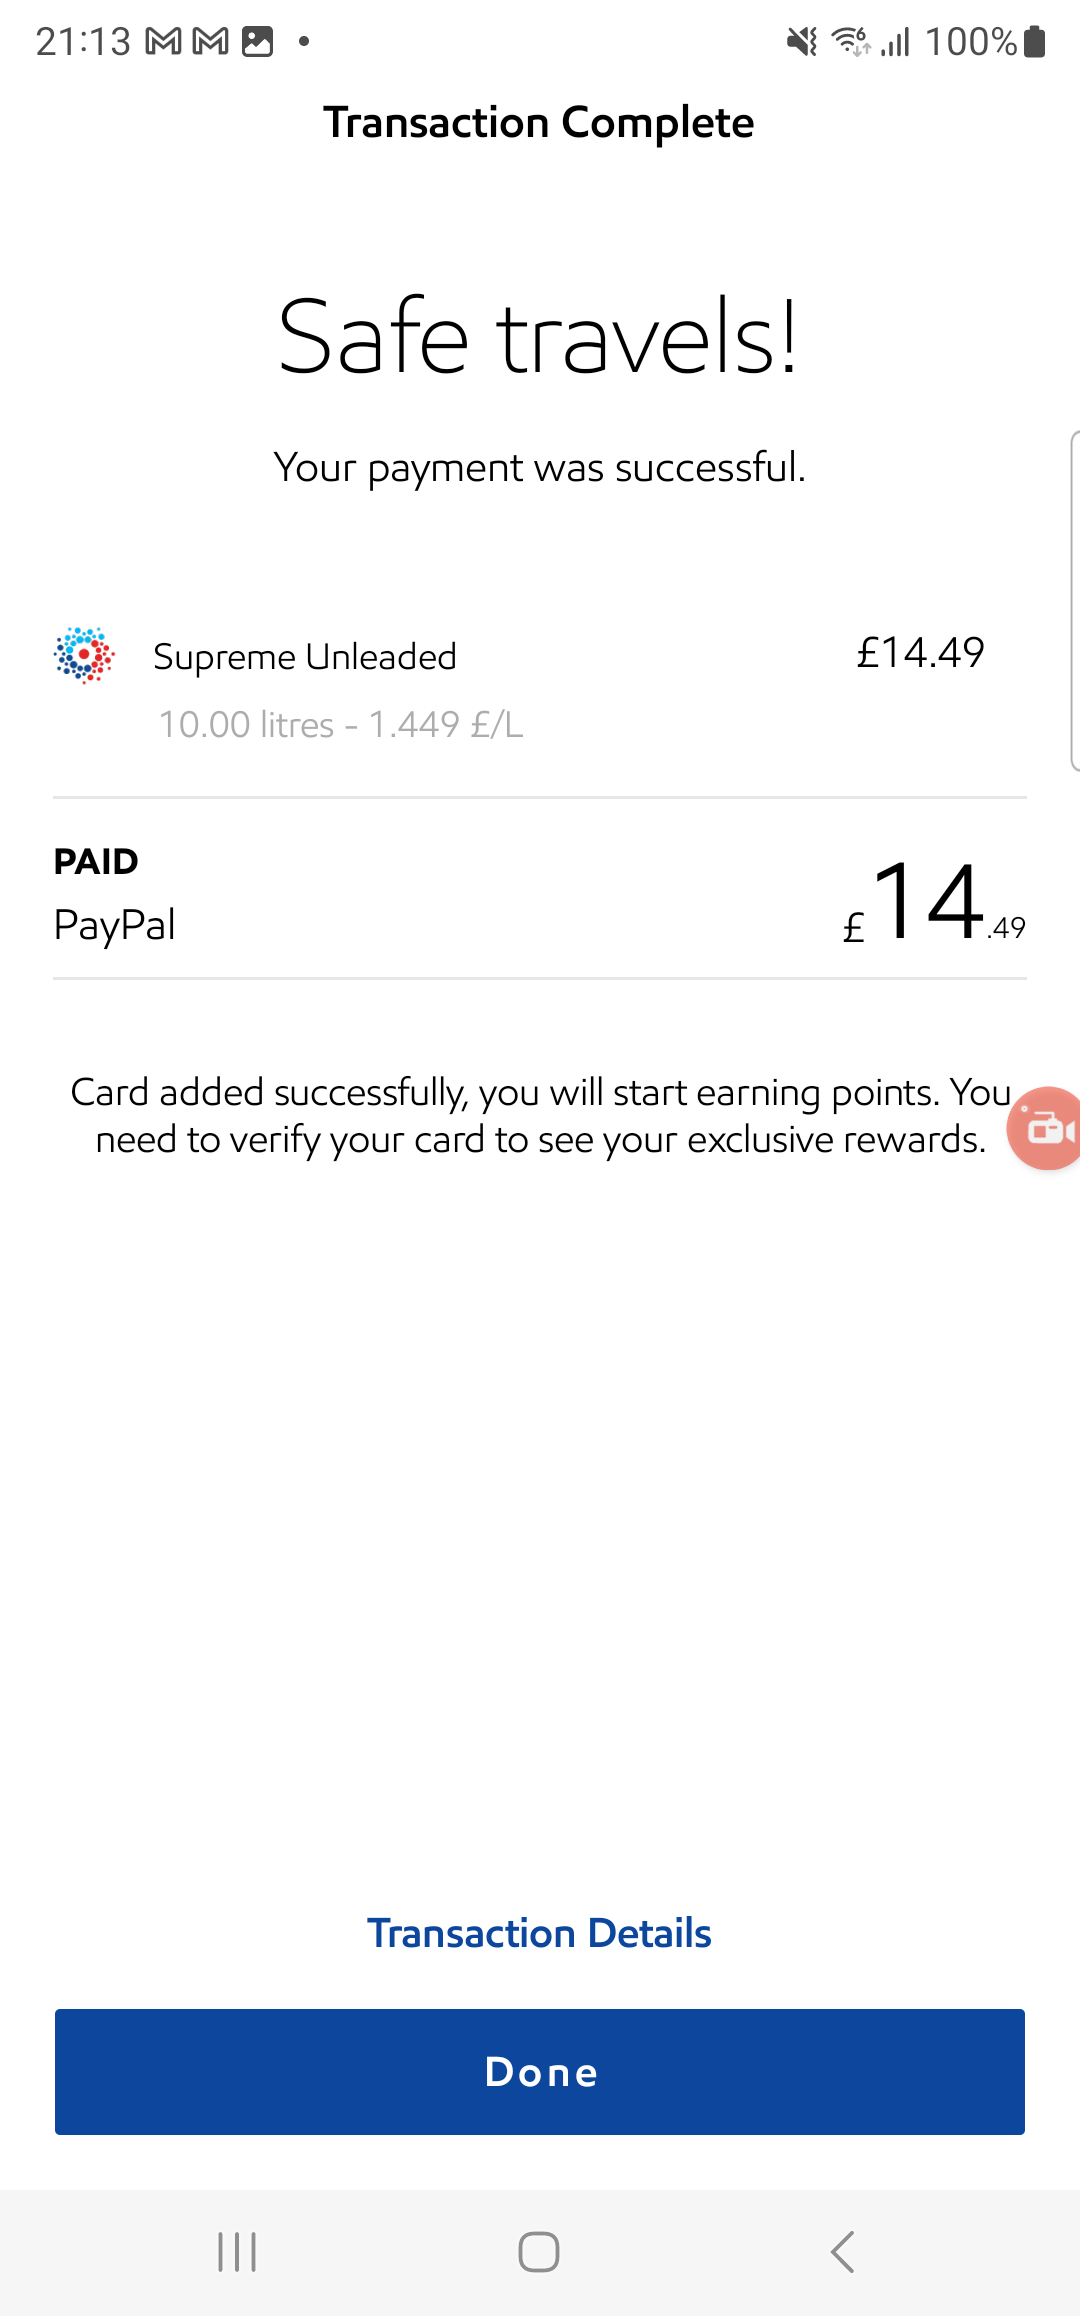 21:13
100%
Transaction Complete
Safe travels!
Your payment was successful.
Supreme Unleaded
£14.49
10.00 litres - 1.449 £/L
PAID
PayPal
£14.49
Card added successfully, you will start earning points. You
need to verify your card to see your exclusive rewards.
Transaction Details
Done